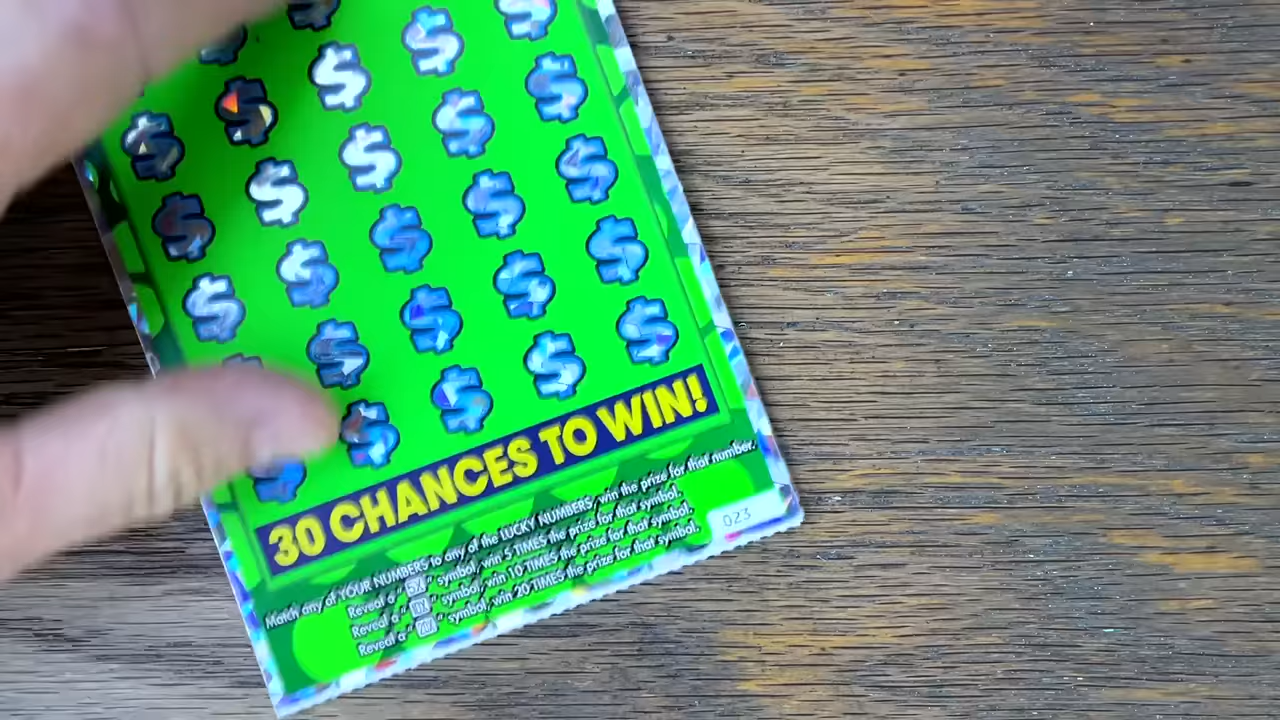 30 CHANCES TO WIN!
Match any of YOUR NUMBERS to any of the LUCKY NUMBERS, win the prize for that number.
Reveal a "5X" symbol, win 5 TIMES the prize for that symbol.
Reveal a "10X" symbol, win 10 TIMES the prize for that symbol.
Reveal a "20X" symbol, win 20 TIMES the prize for that symbol.
023